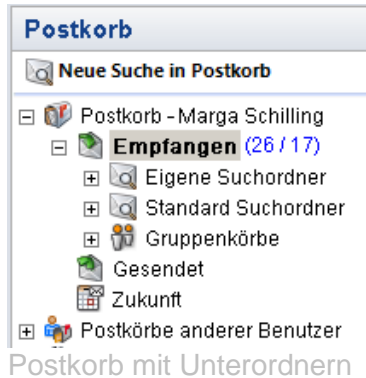 Postkorb
Neue Suche in Postkorb
Postkorb - Marga Schilling
Empfangen (26 / 17)
Eigene Suchordner
Standard Suchordner
Gruppenkörbe
Gesendet
Zukunft
Postkörbe anderer Benutzer
Postkorb mit Unterordnern